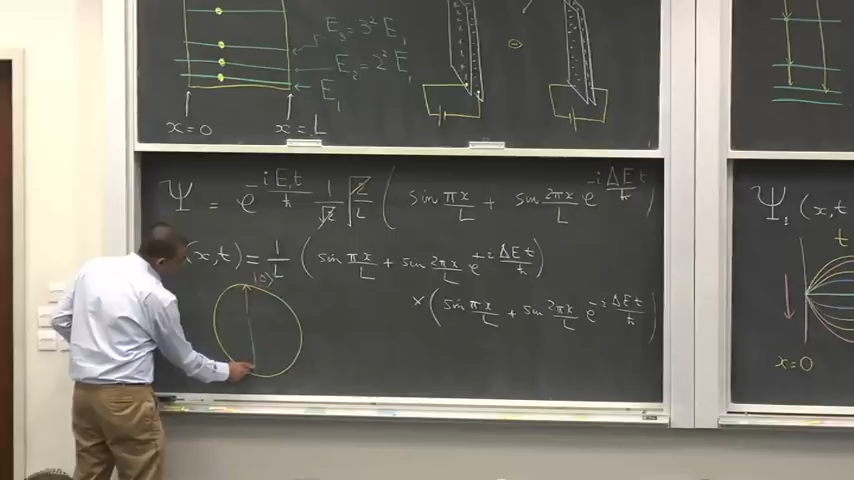 E₃ = 3² E₁
E₂ = 2² E₁
E₁
x = 0
x = L
Ψ = e^{-iE₁t/ħ} 1/√2 √(2/L) ( sin πx/L + sin 2πx/L e^{-iΔEt/ħ} )
(x,t) = 1/L ( sin πx/L + sin 2πx/L e^{+iΔEt/ħ} )
× ( sin πx/L + sin 2πx/L e^{-iΔEt/ħ} )
|0⟩
Ψ₁ (x,t
t
x=0